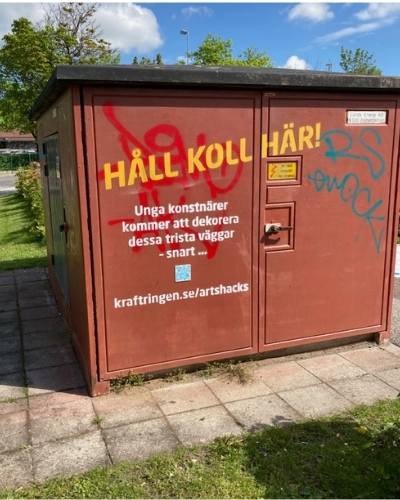 HÅLL KOLL HÄR!
Unga konstnärer
kommer att dekorera
dessa trista väggar
- snart ...
kraftringen.se/artshacks